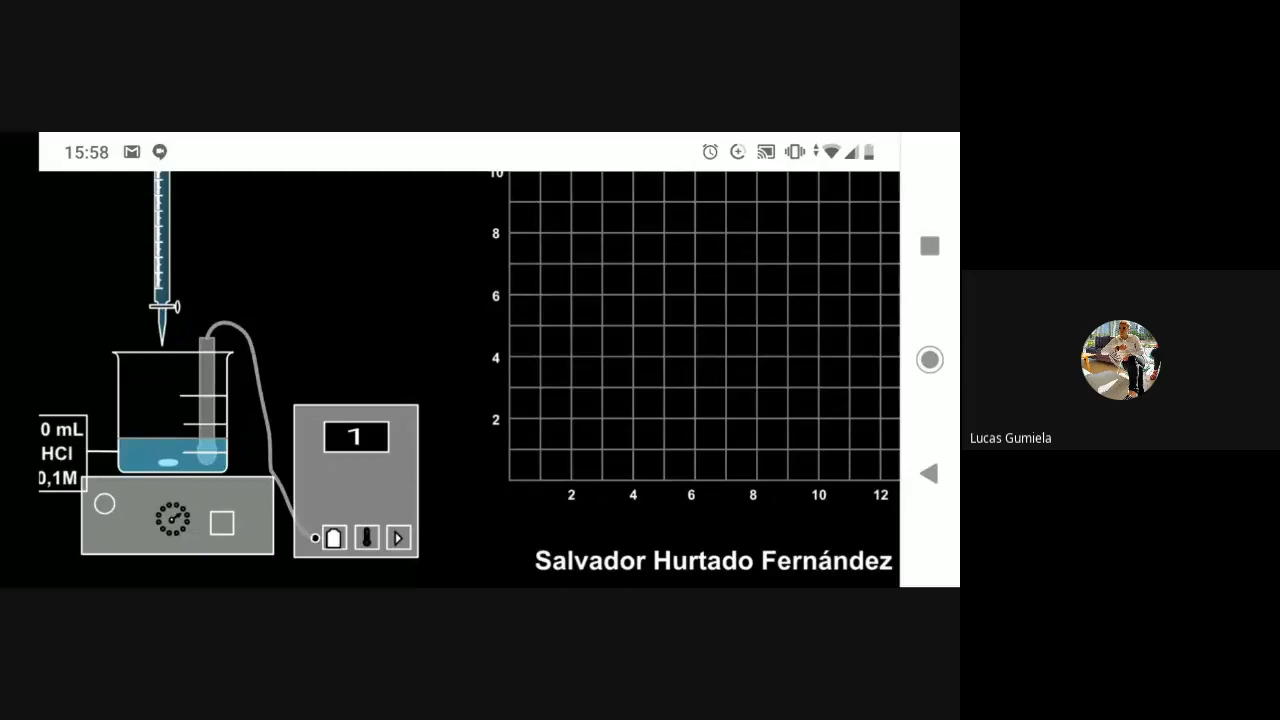 15:58
10
8
6
4
2
2 4 6 8 10 12
0 mL
HCl
0,1M
1
Salvador Hurtado Fernández
Lucas Gumiela